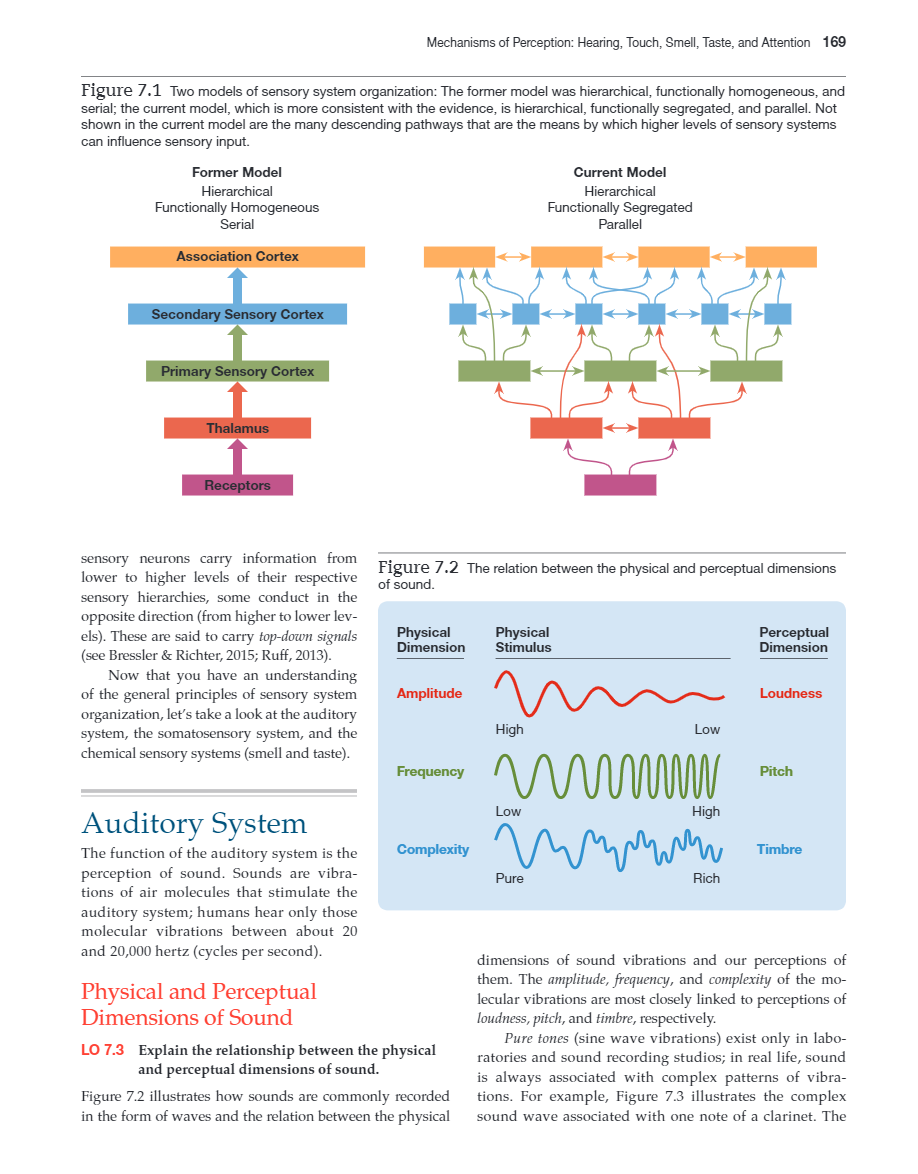 Mechanisms of Perception: Hearing, Touch, Smell, Taste, and Attention 169
Figure 7.1 Two models of sensory system organization: The former model was hierarchical, functionally homogeneous, and
serial; the current model, which is more consistent with the evidence, is hierarchical, functionally segregated, and parallel. Not
shown in the current model are the many descending pathways that are the means by which higher levels of sensory systems
can influence sensory input.
Former Model
Hierarchical
Functionally Homogeneous
Serial
Association Cortex
Secondary Sensory Cortex
Primary Sensory Cortex
Thalamus
Receptors
Current Model
Hierarchical
Functionally Segregated
Parallel
sensory neurons carry information from
lower to higher levels of their respective
sensory hierarchies, some conduct in the
opposite direction (from higher to lower lev-
els). These are said to carry top-down signals
(see Bressler & Richter, 2015; Ruff, 2013).
Now that you have an understanding
of the general principles of sensory system
organization, let's take a look at the auditory
system, the somatosensory system, and the
chemical sensory systems (smell and taste).
Auditory System
The function of the auditory system is the
perception of sound. Sounds are vibra-
tions of air molecules that stimulate the
auditory system; humans hear only those
molecular vibrations between about 20
and 20,000 hertz (cycles per second).
Physical and Perceptual
Dimensions of Sound
LO 7.3 Explain the relationship between the physical
and perceptual dimensions of sound.
Figure 7.2 illustrates how sounds are commonly recorded
in the form of waves and the relation between the physical
Figure 7.2 The relation between the physical and perceptual dimensions
of sound.
Physical
Dimension
Physical
Stimulus
Perceptual
Dimension
Amplitude
High
Low
Loudness
Frequency
Low
High
Pitch
Complexity
Pure
Rich
Timbre
dimensions of sound vibrations and our perceptions of
them. The amplitude, frequency, and complexity of the mo-
lecular vibrations are most closely linked to perceptions of
loudness, pitch, and timbre, respectively.
Pure tones (sine wave vibrations) exist only in labo-
ratories and sound recording studios; in real life, sound
is always associated with complex patterns of vibra-
tions. For example, Figure 7.3 illustrates the complex
sound wave associated with one note of a clarinet. The